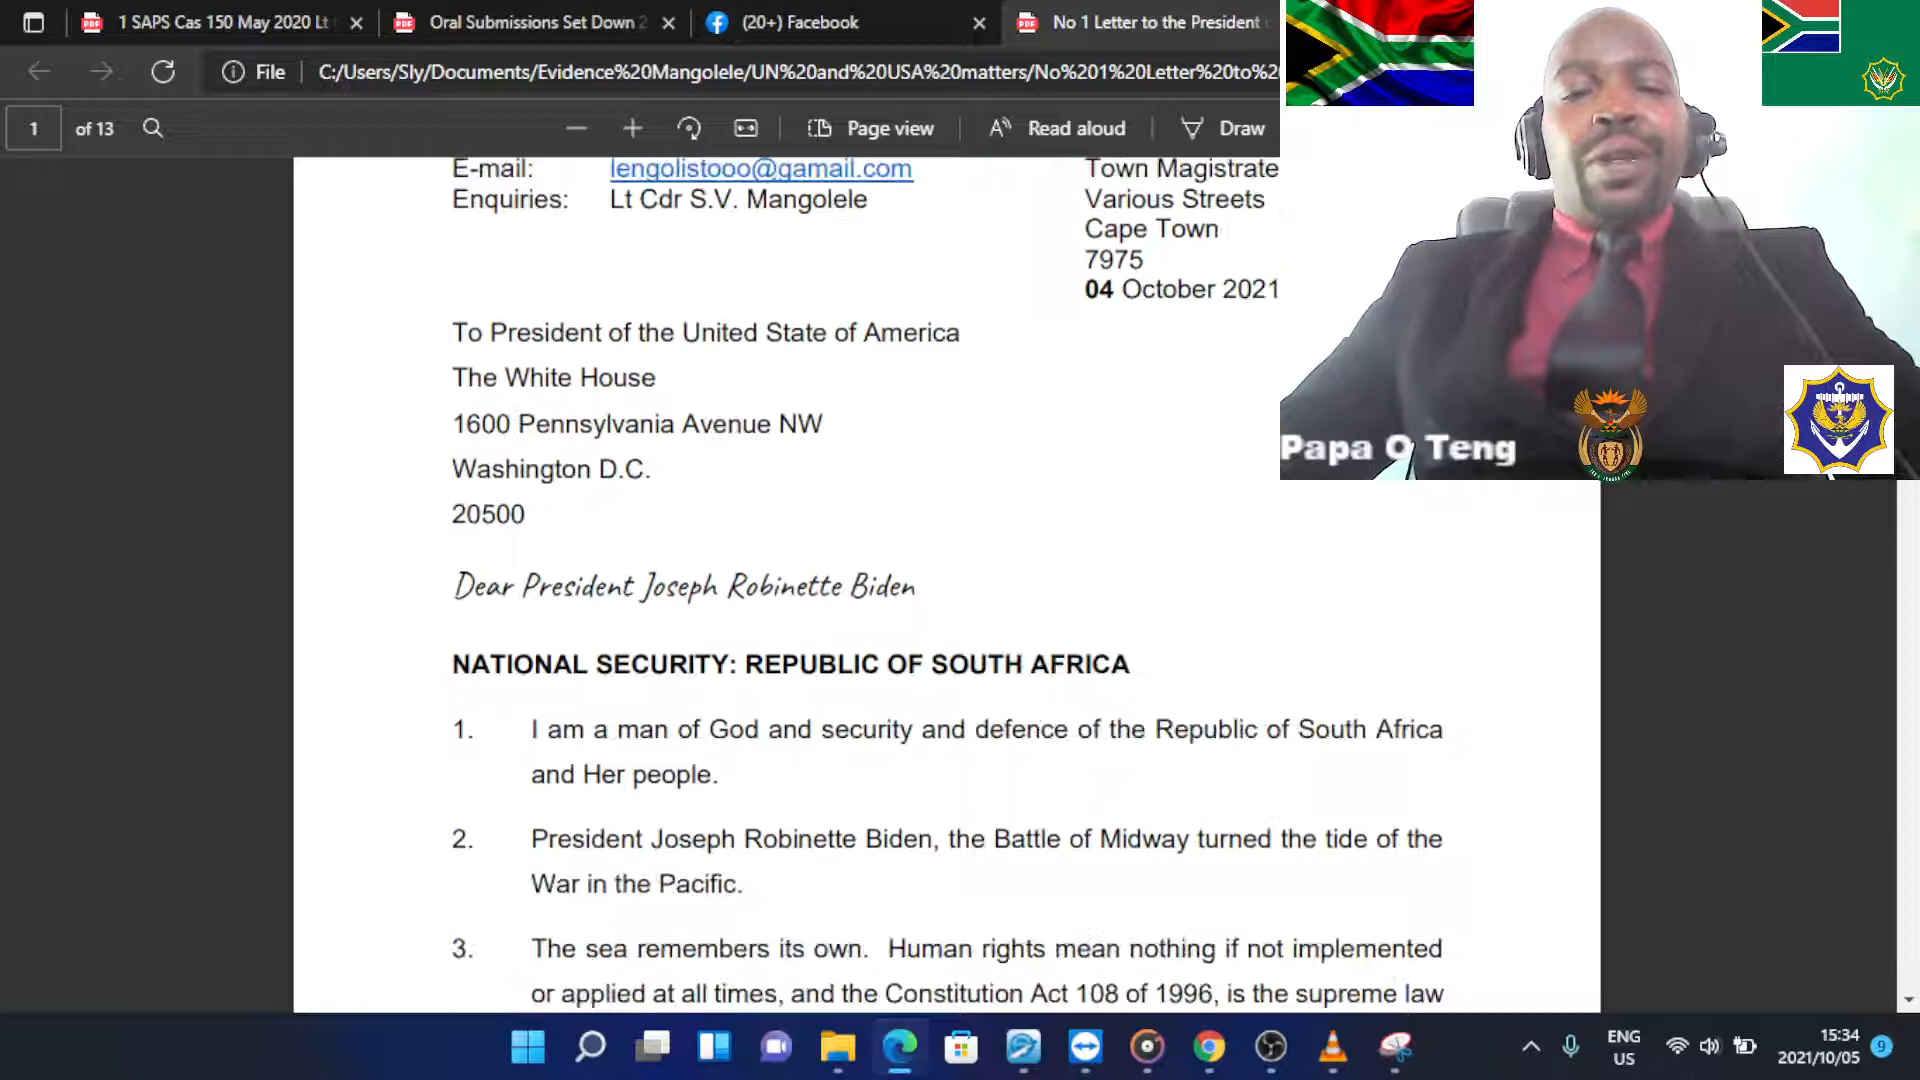 1 SAPS Cas 150 May 2020 Lt
Oral Submissions Set Down 2
(20+) Facebook
No 1 Letter to the President
File
C:/Users/Sly/Documents/Evidence%20Mangolele/UN%20and%20USA%20matters/No%201%20Letter%20to%20
1
of 13
Page view
Read aloud
Draw
E-mail: lengolistooo@gamail.com
Enquiries: Lt Cdr S.V. Mangolele
Town Magistrate
Various Streets
Cape Town
7975
04 October 2021
To President of the United State of America
The White House
1600 Pennsylvania Avenue NW
Washington D.C.
20500
Dear President Joseph Robinette Biden
NATIONAL SECURITY: REPUBLIC OF SOUTH AFRICA
1. I am a man of God and security and defence of the Republic of South Africa
and Her people.
2. President Joseph Robinette Biden, the Battle of Midway turned the tide of the
War in the Pacific.
3. The sea remembers its own. Human rights mean nothing if not implemented
or applied at all times, and the Constitution Act 108 of 1996, is the supreme law
Papa O Teng
ENG
US
15:34
2021/10/05
9